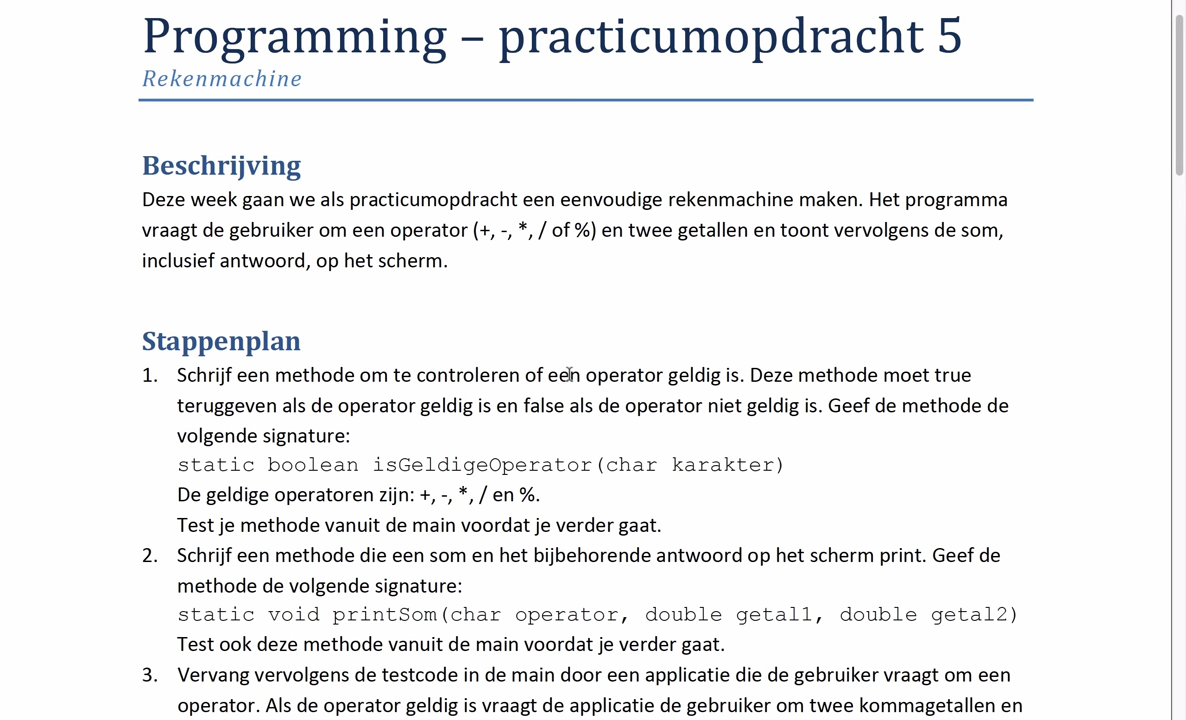 Programming – practicumopdracht 5
Rekenmachine
Beschrijving
Deze week gaan we als practicumopdracht een eenvoudige rekenmachine maken. Het programma
vraagt de gebruiker om een operator (+, -, *, / of %) en twee getallen en toont vervolgens de som,
inclusief antwoord, op het scherm.
Stappenplan
1. Schrijf een methode om te controleren of een operator geldig is. Deze methode moet true
teruggeven als de operator geldig is en false als de operator niet geldig is. Geef de methode de
volgende signature:
static boolean isGeldigeOperator(char karakter)
De geldige operatoren zijn: +, -, *, / en %.
Test je methode vanuit de main voordat je verder gaat.
2. Schrijf een methode die een som en het bijbehorende antwoord op het scherm print. Geef de
methode de volgende signature:
static void printSom(char operator, double getal1, double getal2)
Test ook deze methode vanuit de main voordat je verder gaat.
3. Vervang vervolgens de testcode in de main door een applicatie die de gebruiker vraagt om een
operator. Als de operator geldig is vraagt de applicatie de gebruiker om twee kommagetallen en